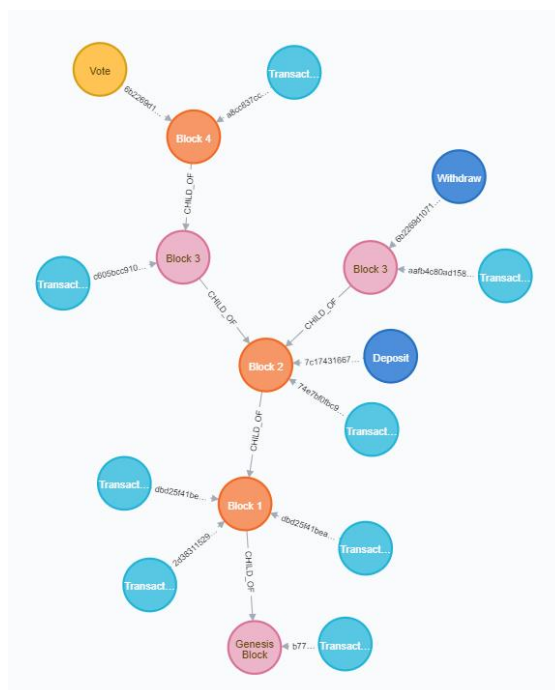 Vote
Transact...
6b2269d1...
a8cc837cc...
Block 4
CHILD_OF
Withdraw
6b2269d1071...
Block 3
Block 3
Transact...
c605bcc910...
aafb4c80ad158...
Transact...
CHILD_OF
CHILD_OF
Deposit
7c17431667...
Block 2
74e7bf0fbc9...
Transact...
CHILD_OF
Transact...
dbd25f41be...
Block 1
dbd25f41bea...
Transact...
2d38311529...
Transact...
CHILD_OF
Genesis
Block
b77...
Transact...